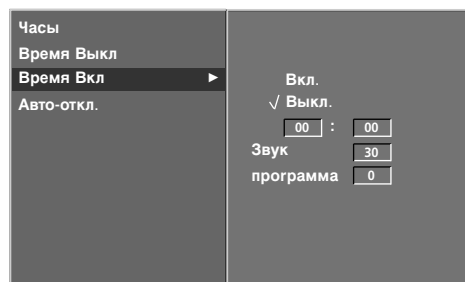 Часы
Время Выкл
Время Вкл ►
Авто-откл.
Вкл.
√ Выкл.
00 : 00
Звук 30
программа 0